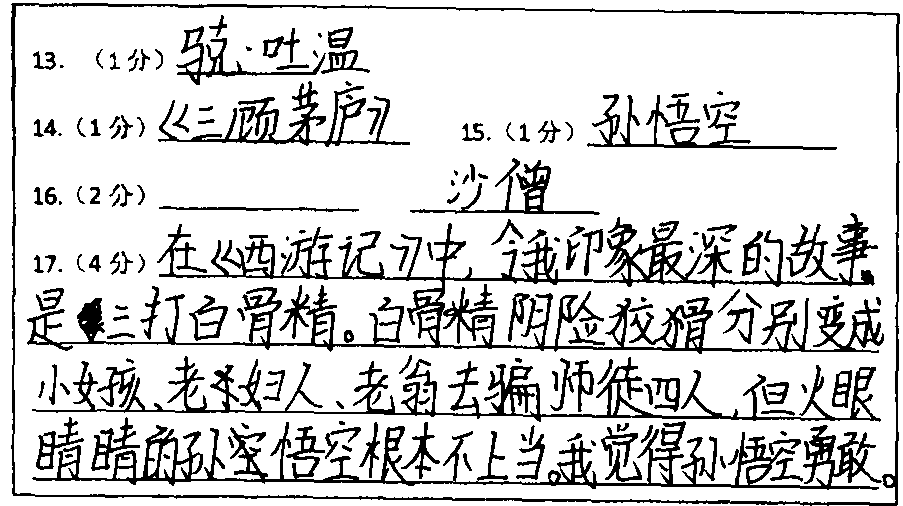 13. （1分）骁·吐温
14.（1分）《三顾茅庐》 15.（1分）孙悟空
16.（2分） 沙僧
17.（4分）在《西游记》中，令我印象最深的故事
是三打白骨精。白骨精阴险狡猾分别变成
小女孩、老妇人、老翁去骗师徒四人，但火眼
睛睛的孙悟空根本不上当。我觉得孙悟空勇敢。